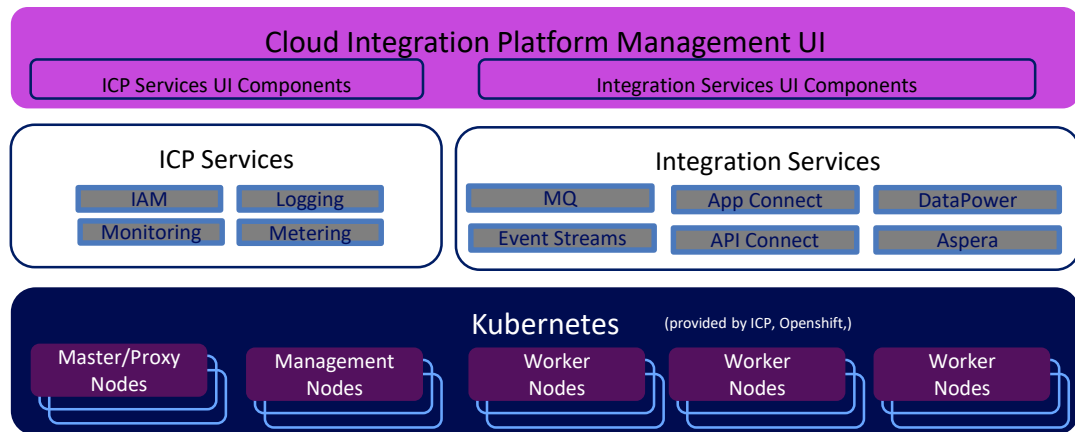 Cloud Integration Platform Management UI
ICP Services UI Components
Integration Services UI Components
ICP Services
IAM
Logging
Monitoring
Metering
Integration Services
MQ
App Connect
DataPower
Event Streams
API Connect
Aspera
Kubernetes
(provided by ICP, Openshift,)
Master/Proxy
Nodes
Management
Nodes
Worker
Nodes
Worker
Nodes
Worker
Nodes